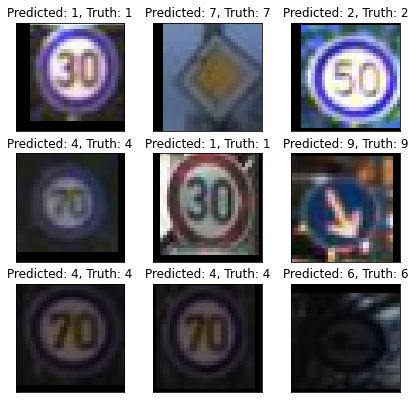 Predicted: 1, Truth: 1
Predicted: 7, Truth: 7
Predicted: 2, Truth: 2
30
50
Predicted: 4, Truth: 4
Predicted: 1, Truth: 1
Predicted: 9, Truth: 9
70
30
Predicted: 4, Truth: 4
Predicted: 4, Truth: 4
Predicted: 6, Truth: 6
70
70